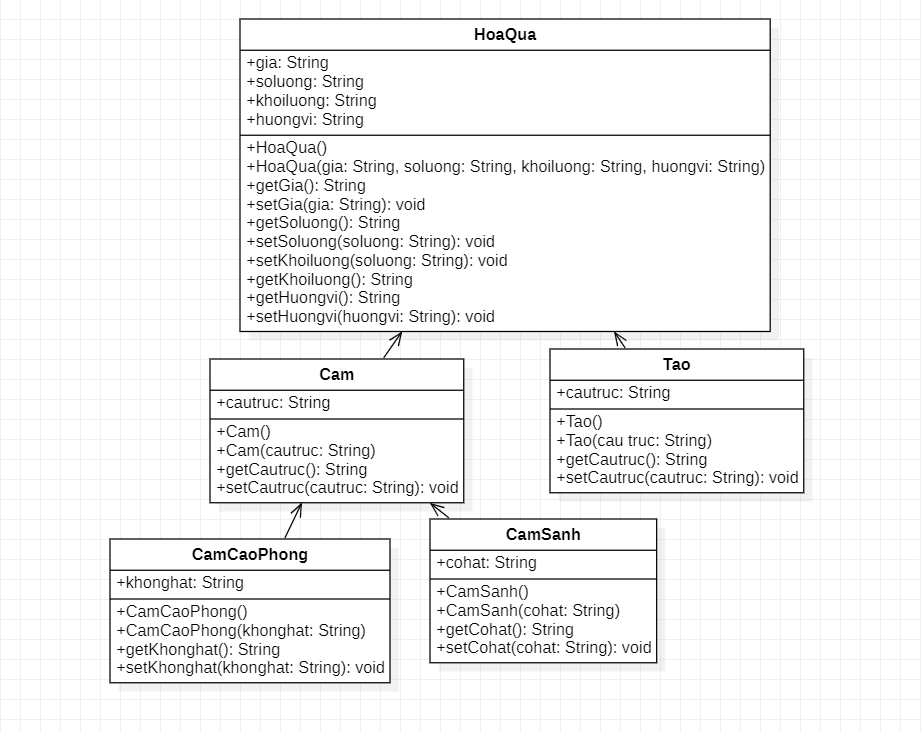 HoaQua
+gia: String
+soluong: String
+khoiluong: String
+huongvi: String
+HoaQua()
+HoaQua(gia: String, soluong: String, khoiluong: String, huongvi: String)
+getGia(): String
+setGia(gia: String): void
+getSoluong(): String
+setSoluong(soluong: String): void
+setKhoiluong(soluong: String): void
+getKhoiluong(): String
+getHuongvi(): String
+setHuongvi(huongvi: String): void
Cam
+cautruc: String
+Cam()
+Cam(cautruc: String)
+getCautruc(): String
+setCautruc(cautruc: String): void
Tao
+cautruc: String
+Tao()
+Tao(cau truc: String)
+getCautruc(): String
+setCautruc(cautruc: String): void
CamCaoPhong
+khonghat: String
+CamCaoPhong()
+CamCaoPhong(khonghat: String)
+getKhonghat(): String
+setKhonghat(khonghat: String): void
CamSanh
+cohat: String
+CamSanh()
+CamSanh(cohat: String)
+getCohat(): String
+setCohat(cohat: String): void